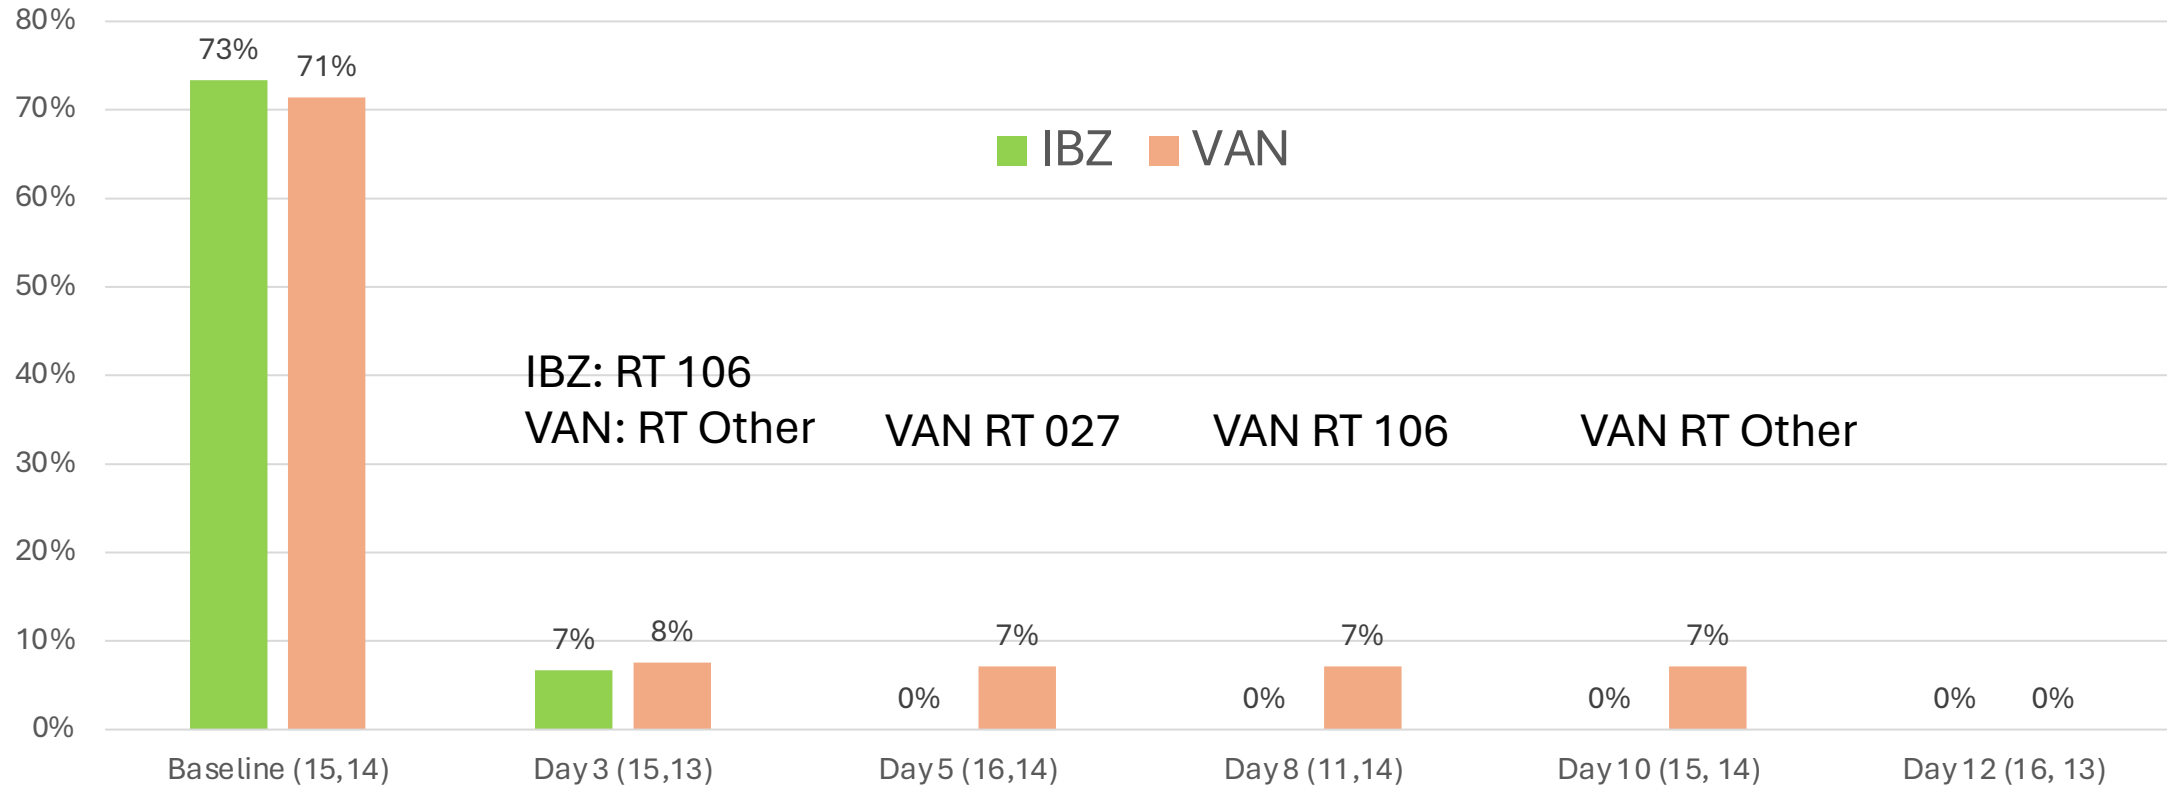 80%
73%
71%
70%
IBZ VAN
60%
50%
40%
IBZ: RT 106
VAN: RT Other
VAN RT 027
VAN RT 106
VAN RT Other
30%
20%
10%
7%
8%
7%
7%
7%
0%
0%
0%
0%
0%
0%
Baseline (15,14)
Day 3 (15,13)
Day 5 (16,14)
Day 8 (11,14)
Day 10 (15, 14)
Day 12 (16, 13)